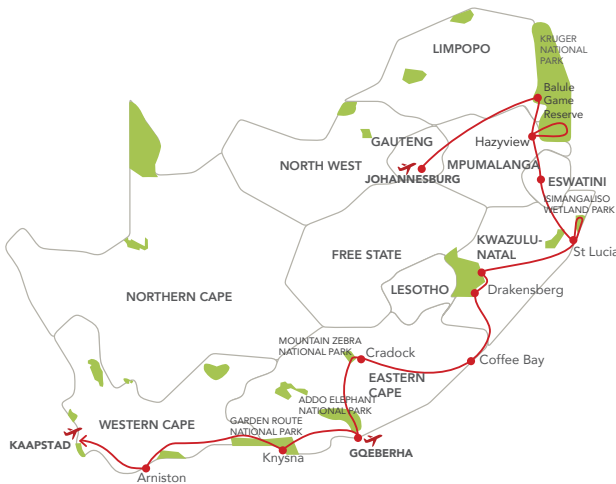 LIMPOPO
KRUGER
NATIONAL
PARK
Balule
Game
Reserve
GAUTENG
Hazyview
NORTH WEST
MPUMALANGA
JOHANNESBURG
ESWATINI
ISIMANGALISO
WETLAND PARK
KWAZULU-
NATAL
FREE STATE
St Lucia
LESOTHO
Drakensberg
NORTHERN CAPE
MOUNTAIN ZEBRA
NATIONAL PARK
Cradock
Coffee Bay
EASTERN
CAPE
ADDO ELEPHANT
NATIONAL PARK
WESTERN CAPE
GARDEN ROUTE
NATIONAL PARK
KAAPSTAD
GQEBERHA
Knysna
Arniston